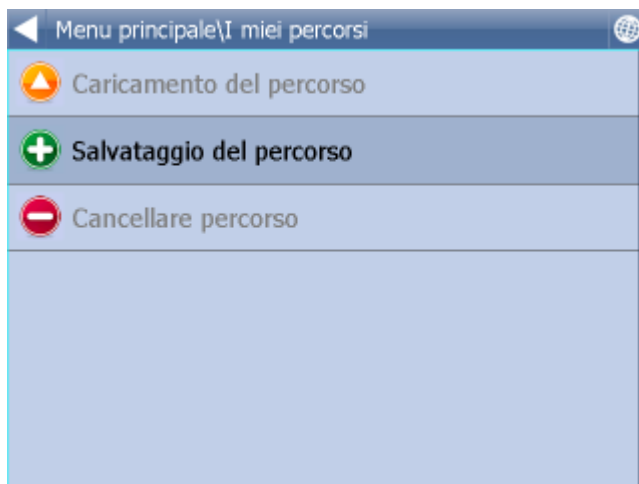 Menu principale\I miei percorsi
Caricamento del percorso
Salvataggio del percorso
Cancellare percorso